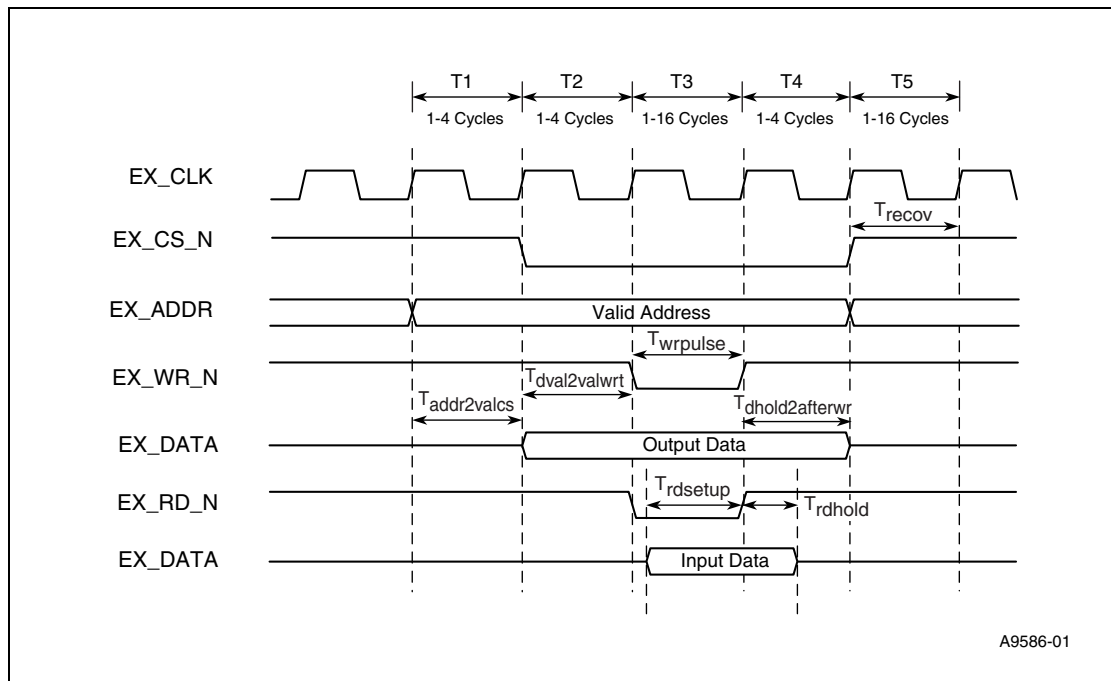 T1 T2 T3 T4 T5
1-4 Cycles 1-4 Cycles 1-16 Cycles 1-4 Cycles 1-16 Cycles
EX_CLK
Trecov
EX_CS_N
EX_ADDR Valid Address
Twrpulse
EX_WR_N
Tdval2valwrt
Taddr2valcs Tdhold2afterwr
EX_DATA Output Data
EX_RD_N Trdsetup
Trdhold
EX_DATA Input Data
A9586-01